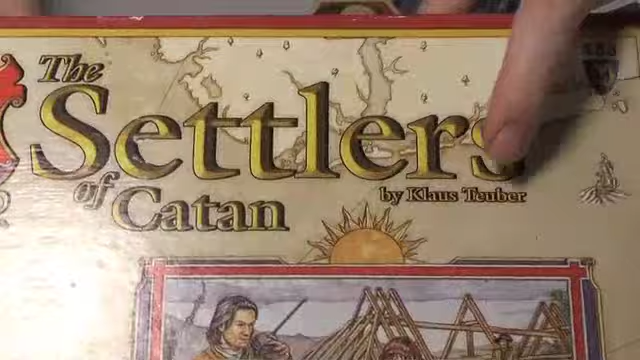 The
Settlers
of Catan
by Klaus Teuber